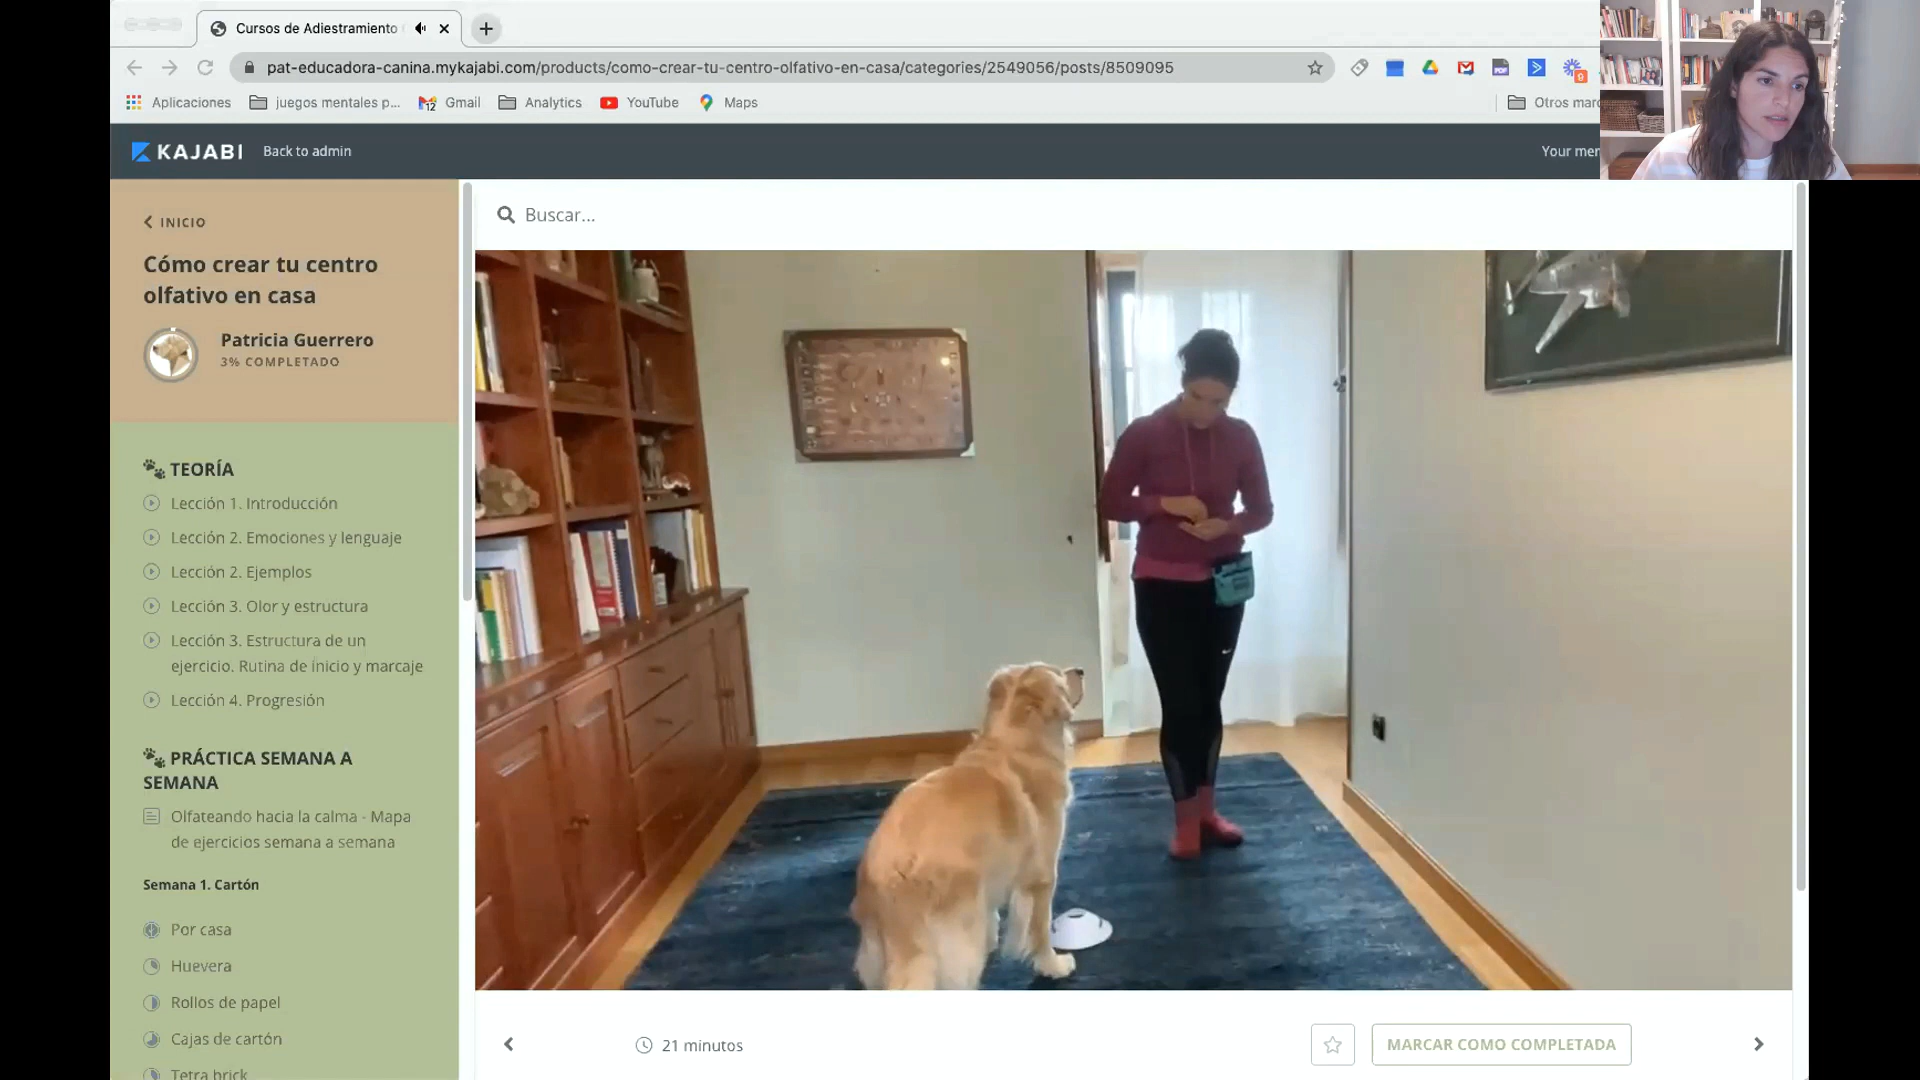 Cursos de Adiestramiento
pat-educadora-canina.mykajabi.com/products/como-crear-tu-centro-olfativo-en-casa/categories/2549056/posts/8509095
9
Aplicaciones
juegos mentales p...
12
Gmail
Analytics
YouTube
Maps
Otros mar
KAJABI
Back to admin
Your mer
INICIO
Buscar...
Cómo crear tu centro
olfativo en casa
Patricia Guerrero
3% COMPLETADO
TEORÍA
Lección 1. Introducción
Lección 2. Emociones y lenguaje
Lección 2. Ejemplos
Lección 3. Olor y estructura
Lección 3. Estructura de un
ejercicio. Rutina de inicio y marcaje
Lección 4. Progresión
PRÁCTICA SEMANA A
SEMANA
Olfateando hacia la calma - Mapa
de ejercicios semana a semana
Semana 1. Cartón
Por casa
Huevera
Rollos de papel
Cajas de cartón
Tetra brick
21 minutos
MARCAR COMO COMPLETADA